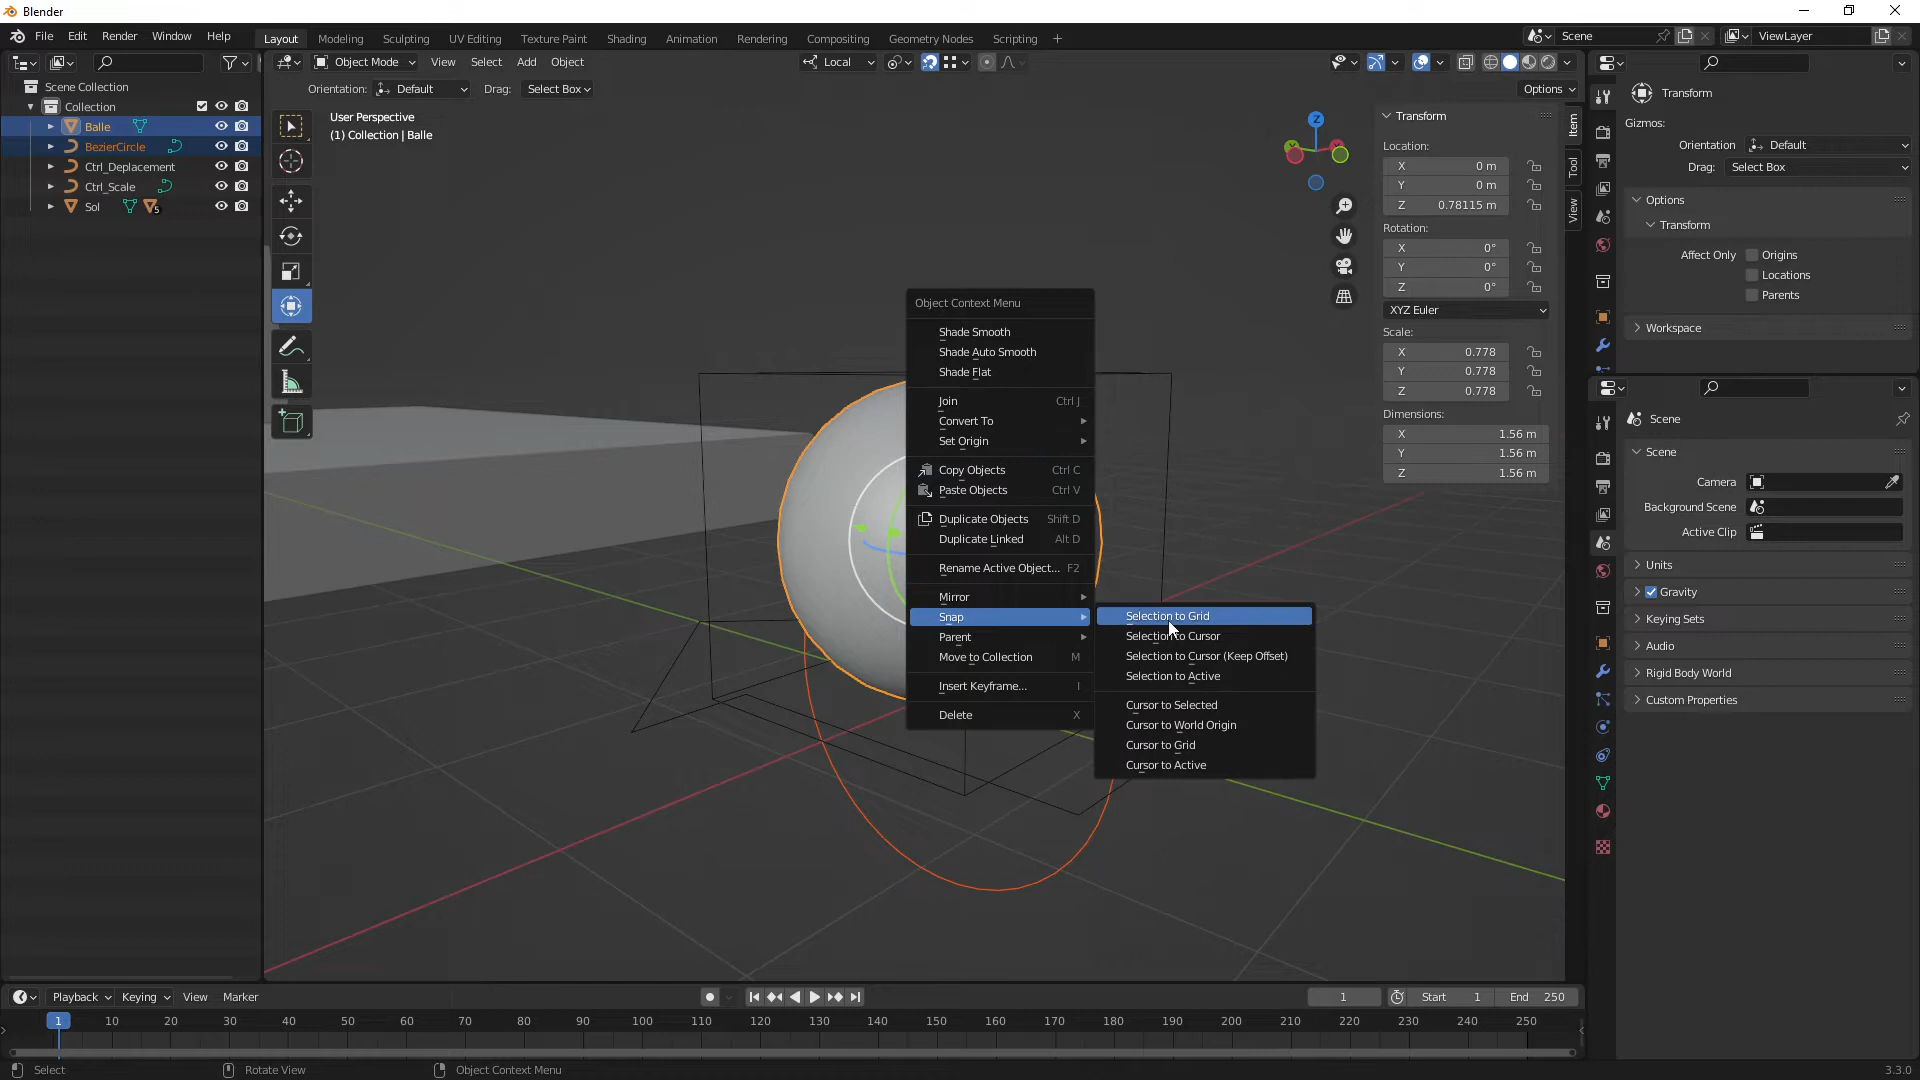 Blender
File Edit Render Window Help
Layout Modeling Sculpting UV Editing Texture Paint Shading Animation Rendering Compositing Geometry Nodes Scripting +
Scene ViewLayer
Object Mode View Select Add Object
Local
Orientation: Default Drag: Select Box
Options
Scene Collection
Collection
Balle
BezierCircle
Ctrl_Deplacement
Ctrl_Scale
Sol 5
User Perspective
(1) Collection | Balle
Z
Transform
Location:
X 0 m
Y 0 m
Z 0.78115 m
Rotation:
X 0°
Y 0°
Z 0°
XYZ Euler
Scale:
X 0.778
Y 0.778
Z 0.778
Dimensions:
X 1.56 m
Y 1.56 m
Z 1.56 m
Item
Tool
View
Object Context Menu
Shade Smooth
Shade Auto Smooth
Shade Flat
Join Ctrl J
Convert To
Set Origin
Copy Objects Ctrl C
Paste Objects Ctrl V
Duplicate Objects Shift D
Duplicate Linked Alt D
Rename Active Object... F2
Mirror
Snap
Parent
Move to Collection M
Insert Keyframe... I
Delete X
Selection to Grid
Selection to Cursor
Selection to Cursor (Keep Offset)
Selection to Active
Cursor to Selected
Cursor to World Origin
Cursor to Grid
Cursor to Active
Transform
Gizmos:
Orientation Default
Drag: Select Box
Options
Transform
Affect Only Origins
Locations
Parents
Workspace
Scene
Scene
Camera
Background Scene
Active Clip
Units
Gravity
Keying Sets
Audio
Rigid Body World
Custom Properties
Playback Keying View Marker
1 Start 1 End 250
1 10 20 30 40 50 60 70 80 90 100 110 120 130 140 150 160 170 180 190 200 210 220 230 240 250
Select Rotate View Object Context Menu
3.3.0